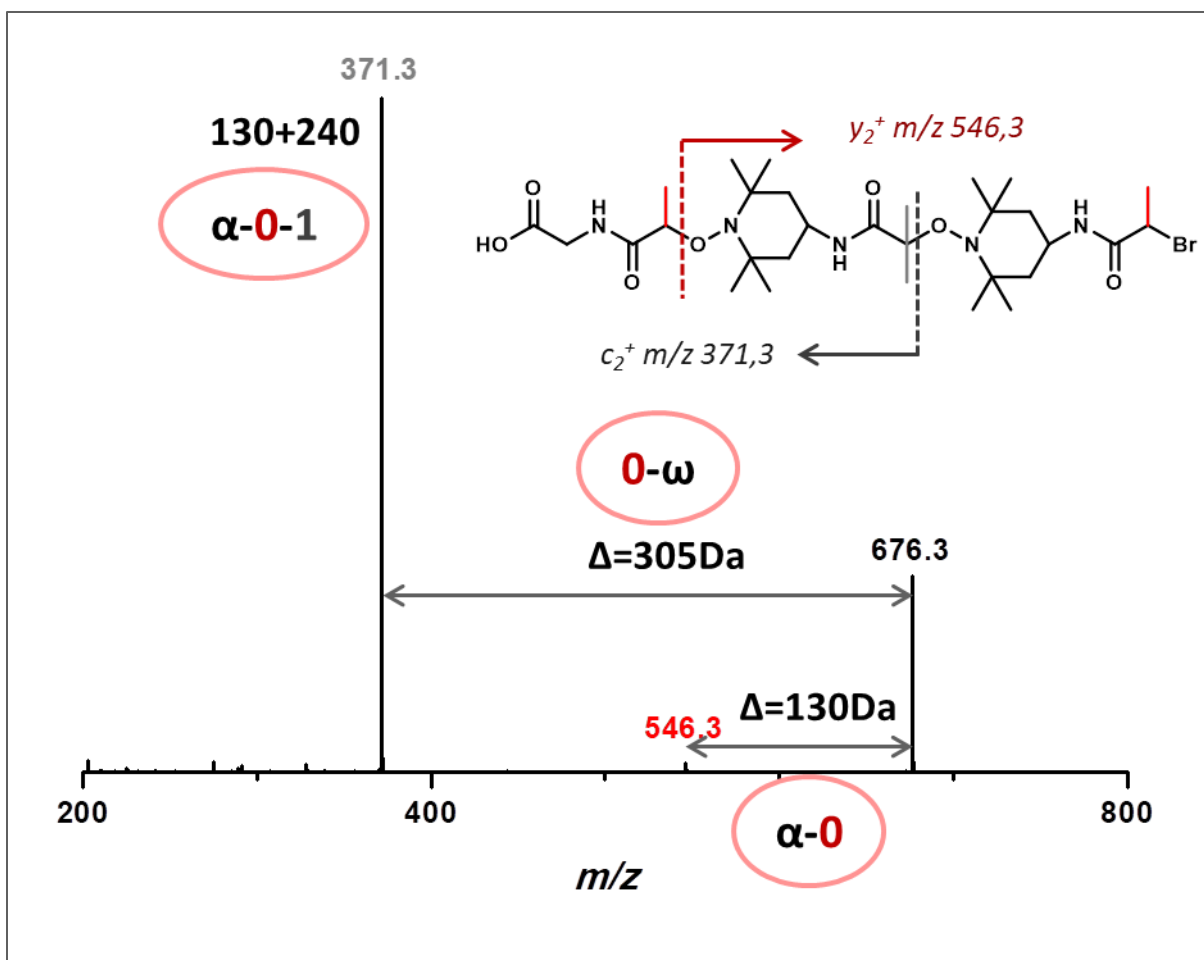 371.3
130+240
α-0-1
y2+ m/z 546,3
O
HO
H
N
O
O
N
N
H
O
O
N
H
N
O
Br
c2+ m/z 371,3
0-ω
Δ=305Da
676.3
Δ=130Da
546.3
200
400
800
α-0
m/z